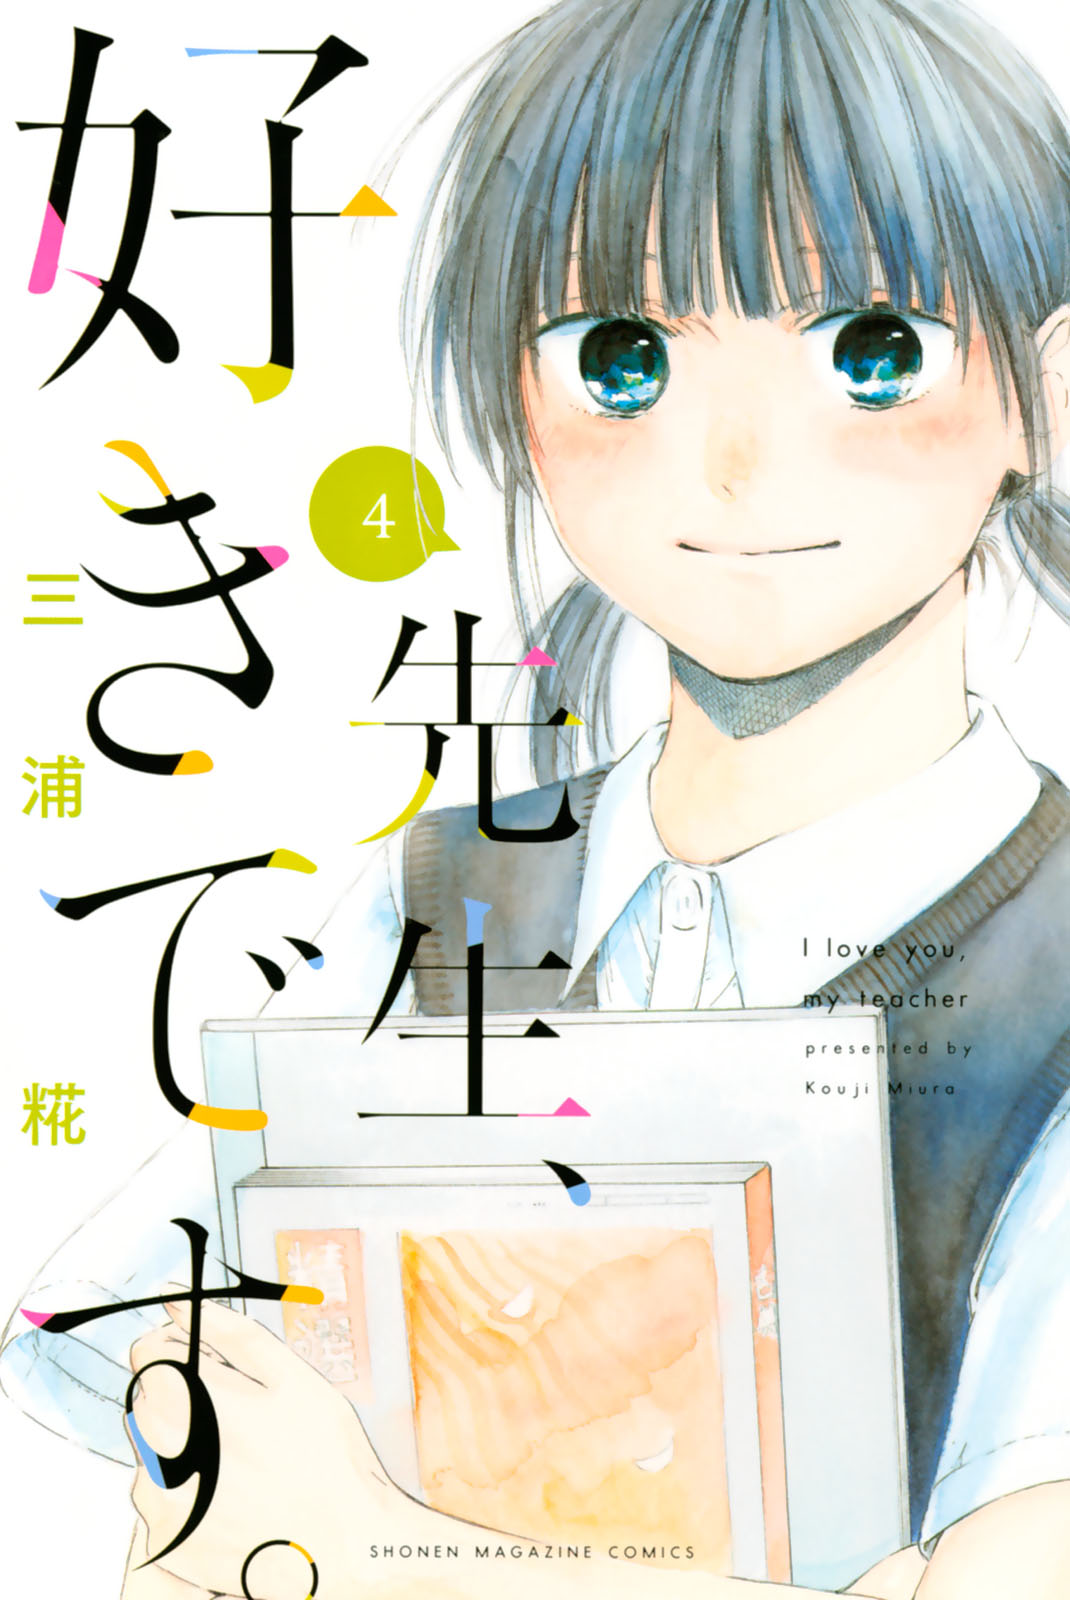 先生、
好きです。
4
三浦糀
I love you,
my teacher
presented by
Kouji Miura
SHONEN MAGAZINE COMICS